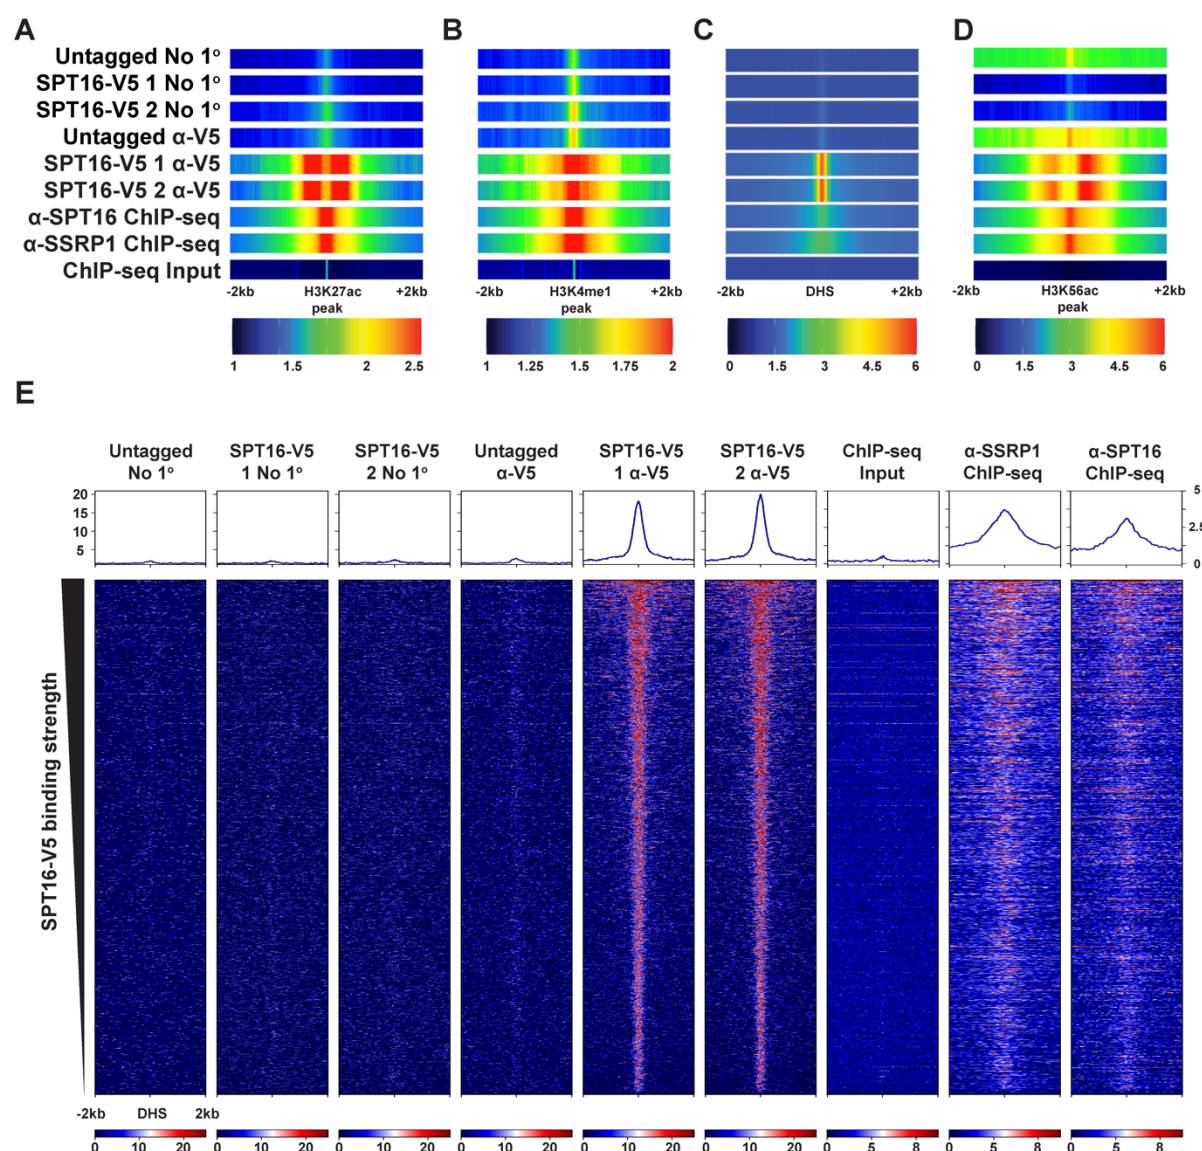 A
B
C
D
Untagged No 1º
SPT16-V5 1 No 1º
SPT16-V5 2 No 1º
Untagged α-V5
SPT16-V5 1 α-V5
SPT16-V5 2 α-V5
α-SPT16 ChIP-seq
α-SSRP1 ChIP-seq
ChIP-seq Input
-2kb H3K27ac +2kb
peak
-2kb H3K4me1 +2kb
peak
-2kb DHS +2kb
-2kb H3K56ac +2kb
peak
1 1.5 2 2.5
1 1.25 1.5 1.75 2
0 1.5 3 4.5 6
0 1.5 3 4.5 6
E
Untagged
No 1º
SPT16-V5
1 No 1º
SPT16-V5
2 No 1º
Untagged
α-V5
SPT16-V5
1 α-V5
SPT16-V5
2 α-V5
ChIP-seq
Input
α-SSRP1
ChIP-seq
α-SPT16
ChIP-seq
20
15
10
5
5
2.5
0
SPT16-V5 binding strength
-2kb DHS 2kb
0 10 20
0 10 20
0 10 20
0 10 20
0 10 20
0 10 20
0 5 8
0 5 8
0 5 8